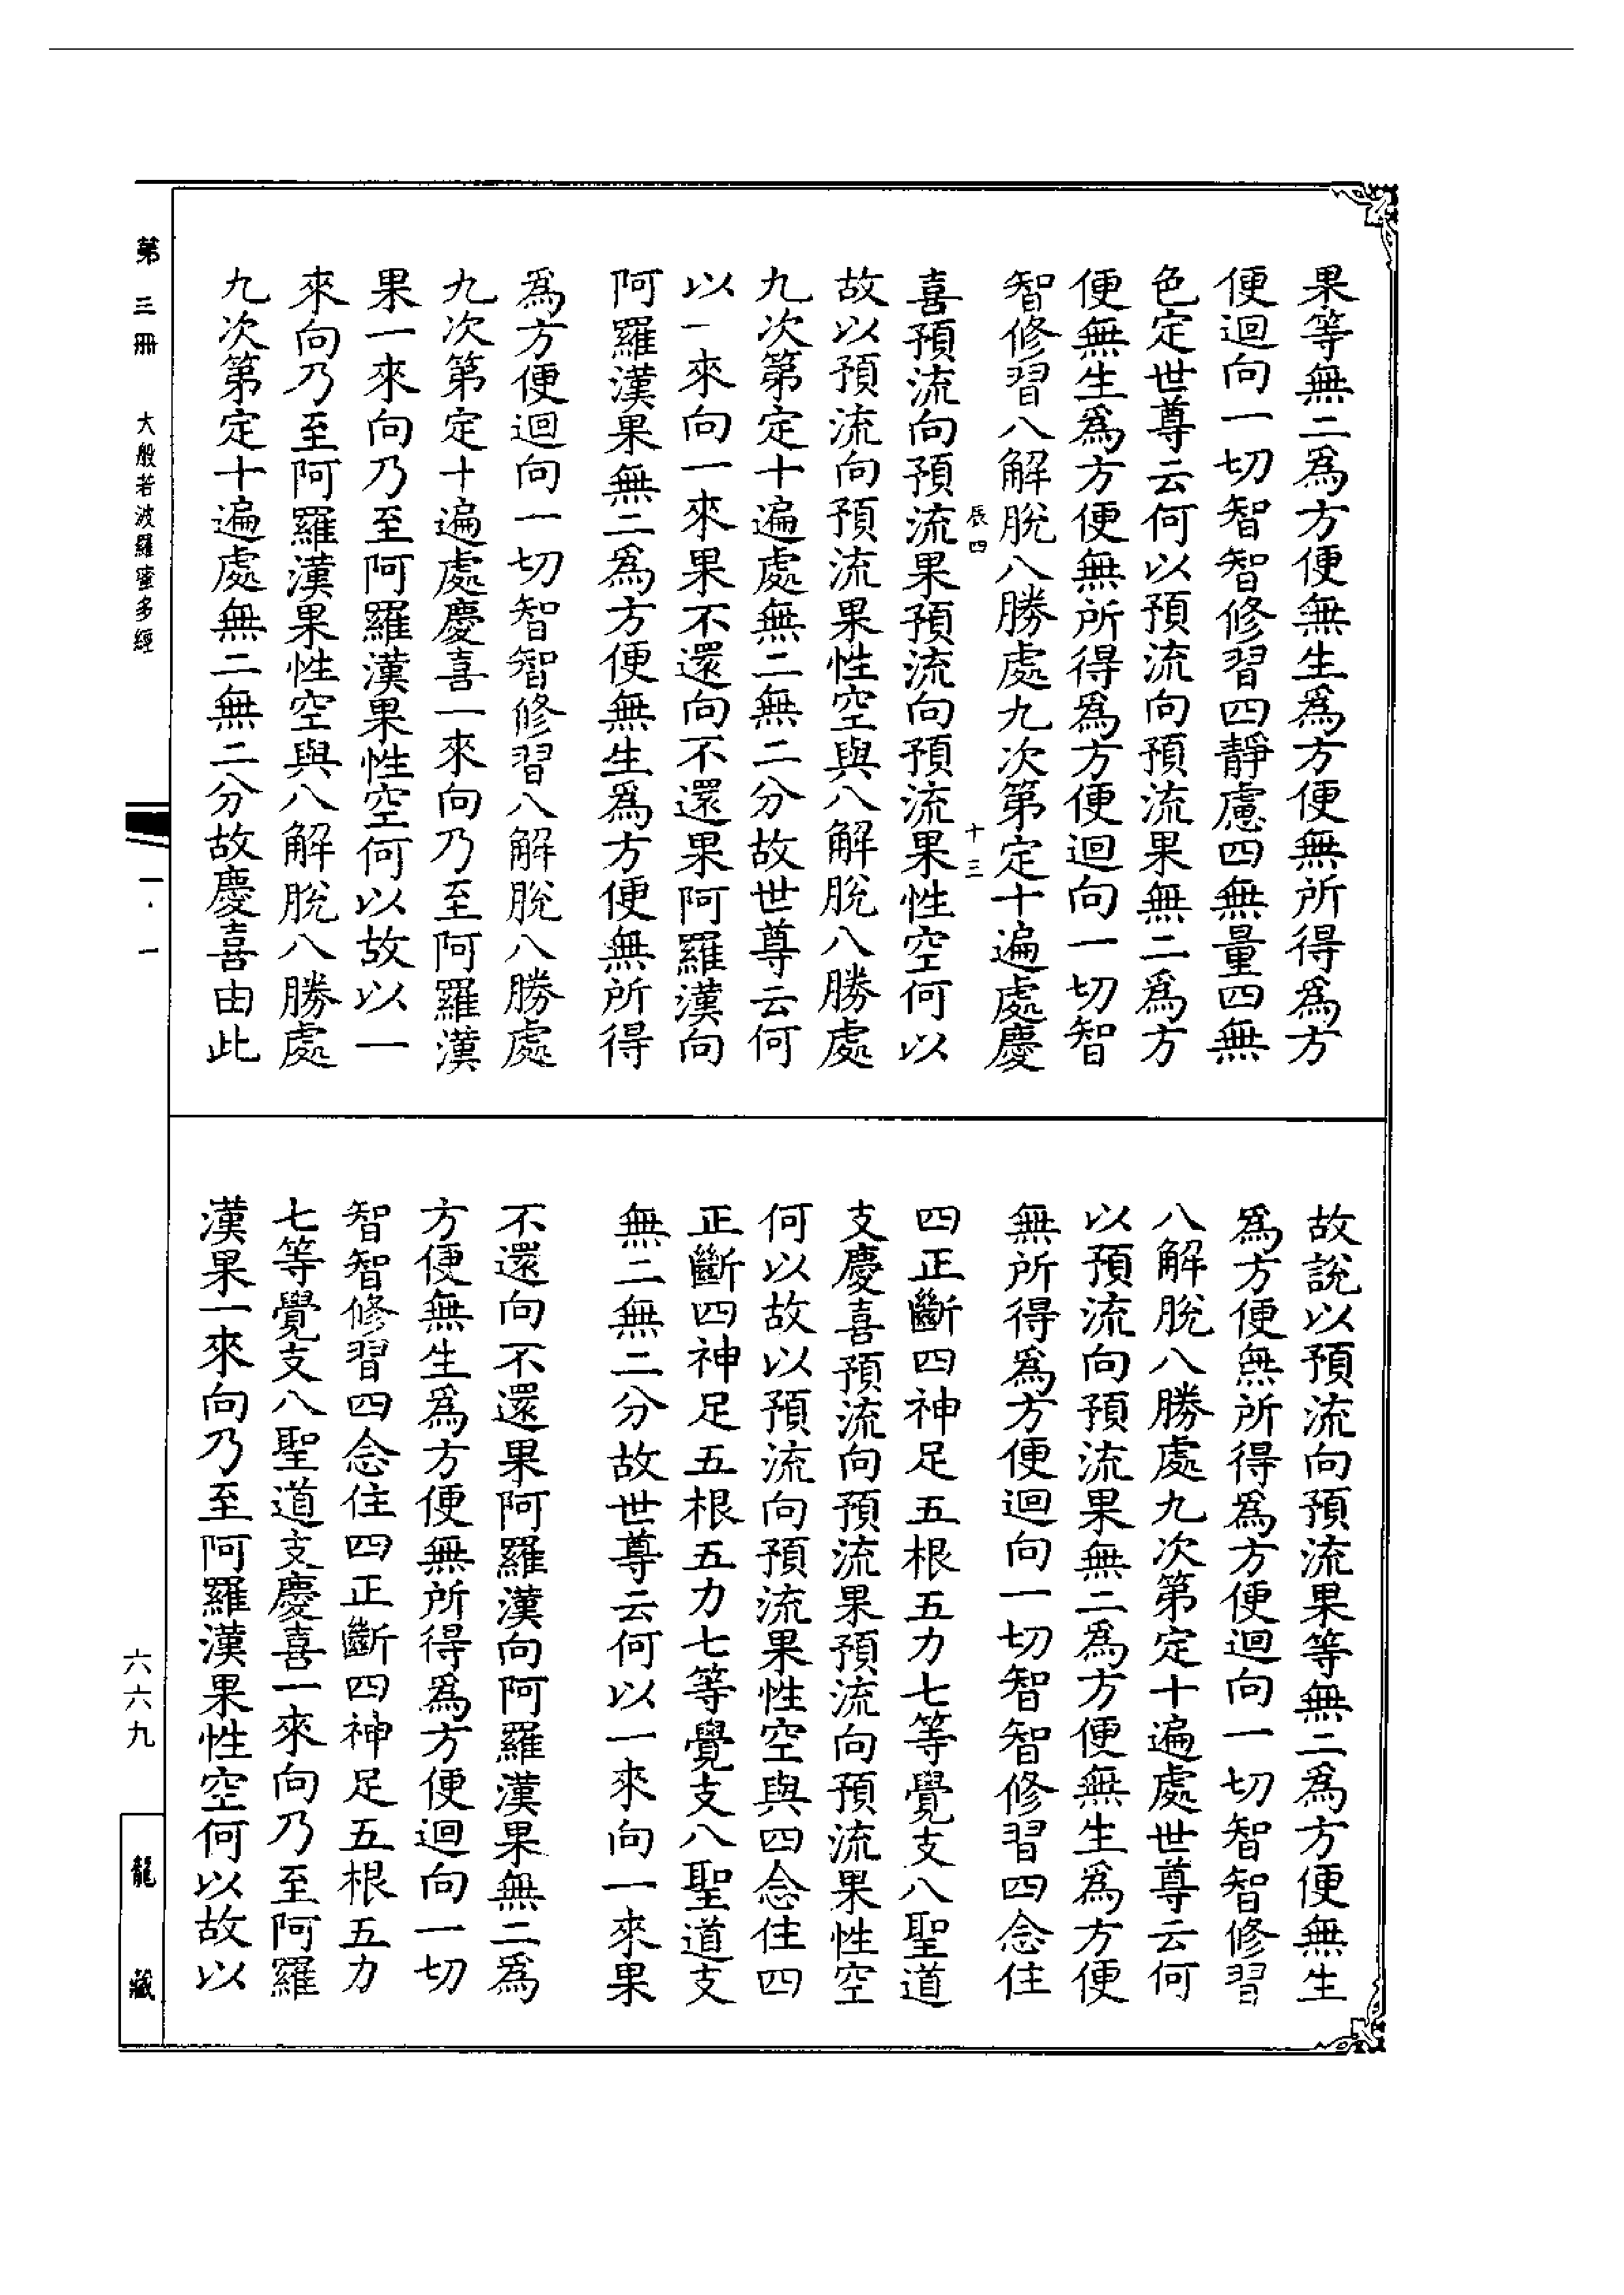 果等無二爲方便無生爲方便無所得爲方
便迴向一切智智修習四靜慮四無量四無
色定世尊云何以預流向預流果無二爲方
便無生爲方便無所得爲方便迴向一切智
智修習八解脫八勝處九次第定十遍處慶
辰四
十三
喜預流向預流果預流向預流果性空何以
故以預流向預流果性空與八解脫八勝處
九次第定十遍處無二無二分故世尊云何
以一來向一來果不還向不還果阿羅漢向
阿羅漢果無二爲方便無生爲方便無所得
爲方便迴向一切智智修習八解脫八勝處
九次第定十遍處慶喜一來向乃至阿羅漢
果一來向乃至阿羅漢果性空何以故以一
來向乃至阿羅漢果性空與八解脫八勝處
九次第定十遍處無二無二分故慶喜由此
故說以預流向預流果等無二爲方便無生
爲方便無所得爲方便迴向一切智智修習
八解脫八勝處九次第定十遍處世尊云何
以預流向預流果無二爲方便無生爲方便
無所得爲方便迴向一切智智修習四念住
四正斷四神足五根五力七等覺支八聖道
支慶喜預流向預流果預流向預流果性空
何以故以預流向預流果性空與四念住四
正斷四神足五根五力七等覺支八聖道支
無二無二分故世尊云何以一來向一來果
不還向不還果阿羅漢向阿羅漢果無二爲
方便無生爲方便無所得爲方便迴向一切
智智修習四念住四正斷四神足五根五力
七等覺支八聖道支慶喜一來向乃至阿羅
漢果一來向乃至阿羅漢果性空何以故以
第三冊 大般若波羅蜜多經
一·一
六六九
龍藏